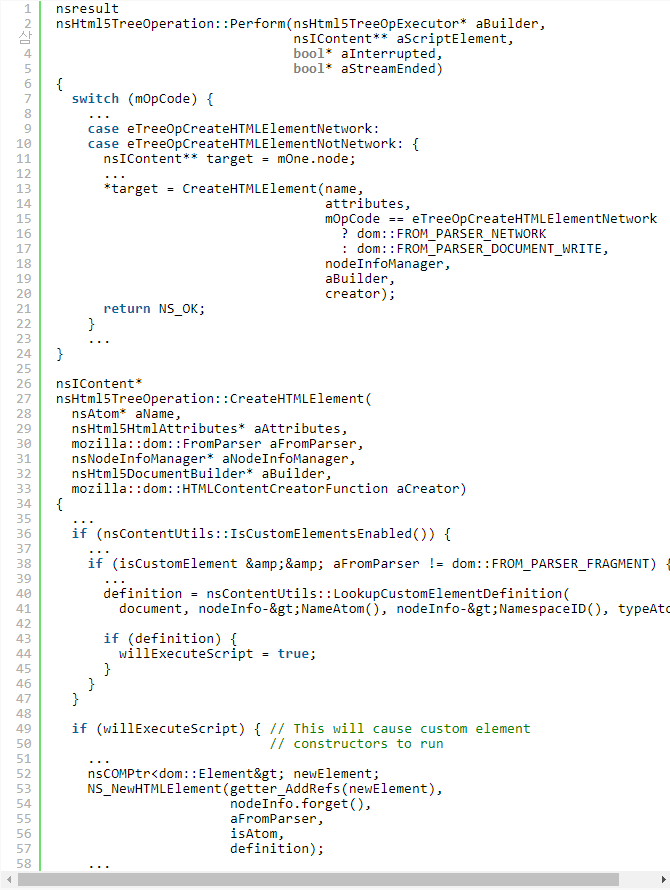 1 nsresult
2 nsHtml5TreeOperation::Perform(nsHtml5TreeOpExecutor* aBuilder,
삼 nsIContent** aScriptElement,
4 bool* aInterrupted,
5 bool* aStreamEnded)
6 {
7 switch (mOpCode) {
8 ...
9 case eTreeOpCreateHTMLElementNetwork:
10 case eTreeOpCreateHTMLElementNotNetwork: {
11 nsIContent** target = mOne.node;
12 ...
13 *target = CreateHTMLElement(name,
14 attributes,
15 mOpCode == eTreeOpCreateHTMLElementNetwork
16 ? dom::FROM_PARSER_NETWORK
17 : dom::FROM_PARSER_DOCUMENT_WRITE,
18 nodeInfoManager,
19 aBuilder,
20 creator);
21 return NS_OK;
22 }
23 ...
24 }
25
26 nsIContent*
27 nsHtml5TreeOperation::CreateHTMLElement(
28 nsAtom* aName,
29 nsHtml5HtmlAttributes* aAttributes,
30 mozilla::dom::FromParser aFromParser,
31 nsNodeInfoManager* aNodeInfoManager,
32 nsHtml5DocumentBuilder* aBuilder,
33 mozilla::dom::HTMLContentCreatorFunction aCreator)
34 {
35 ...
36 if (nsContentUtils::IsCustomElementsEnabled()) {
37 ...
38 if (isCustomElement &amp;&amp; aFromParser != dom::FROM_PARSER_FRAGMENT) {
39 ...
40 definition = nsContentUtils::LookupCustomElementDefinition(
41 document, nodeInfo-&gt;NameAtom(), nodeInfo-&gt;NamespaceID(), typeAto
42
43 if (definition) {
44 willExecuteScript = true;
45 }
46 }
47 }
48
49 if (willExecuteScript) { // This will cause custom element
50 // constructors to run
51 ...
52 nsCOMPtr<dom::Element&gt; newElement;
53 NS_NewHTMLElement(getter_AddRefs(newElement),
54 nodeInfo.forget(),
55 aFromParser,
56 isAtom,
57 definition);
58 ...